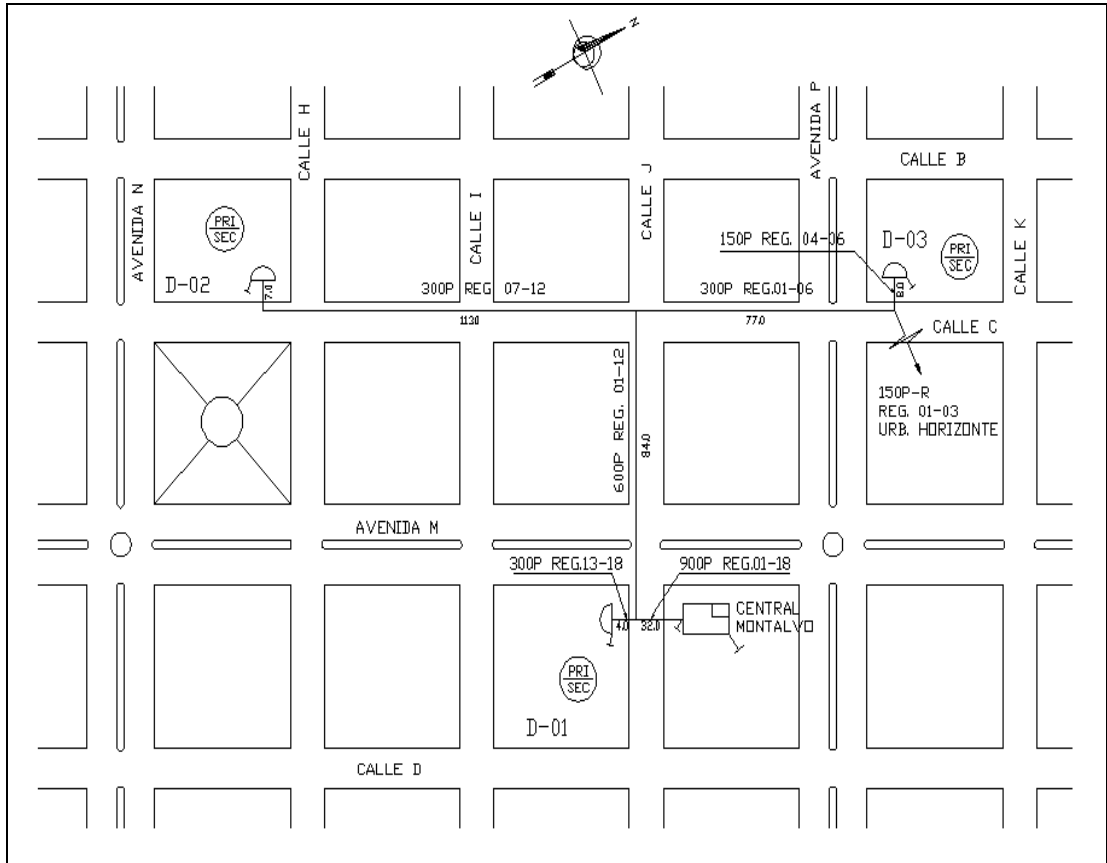 N
CALLE H
AVENIDA P
CALLE B
AVENIDA N
CALLE I
CALLE J
CALLE K
PRI
SEC
D-02
7.0
150P REG. 04-06
D-03
PRI
SEC
300P REG 07-12
300P REG.01-06
8.0
113.0
77.0
CALLE C
600P REG. 01-12
84.0
150P-R
REG. 01-03
URB. HORIZONTE
AVENIDA M
300P REG.13-18
900P REG.01-18
4.0
32.0
CENTRAL
MONTALVO
PRI
SEC
D-01
CALLE D